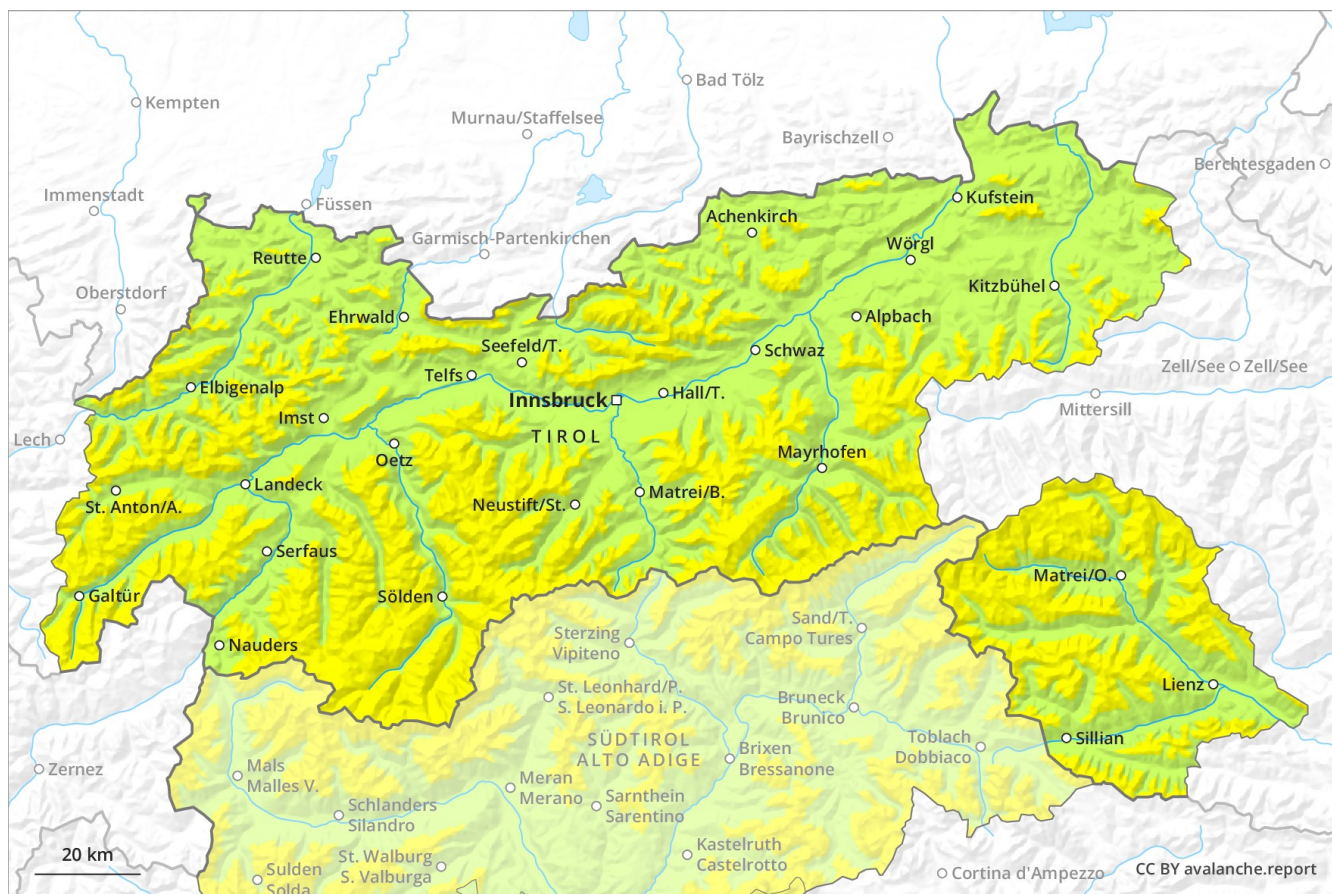 Bad Tölz
Kempten
Murnau/Staffelsee
Bayrischzell
Berchtesgaden
Immenstadt
Füssen
Kufstein
Achenkirch
Garmisch-Partenkirchen
Wörgl
Reutte
Oberstdorf
Kitzbühel
Ehrwald
Alpbach
Seefeld/T.
Schwaz
Zell/See
Zell/See
Telfs
Elbigenalp
Hall/T.
Innsbruck
Mittersill
Imst
Lech
TIROL
Mayrhofen
Oetz
Landeck
Matrei/B.
St. Anton/A.
Neustift/St.
Serfaus
Matrei/O.
Galtür
Sölden
Sand/T.
Campo Tures
Sterzing
Vipiteno
Nauders
Lienz
St. Leonhard/P.
S. Leonardo i. P.
Bruneck
Brunico
SÜDTIROL
ALTO ADIGE
Toblach
Dobbiaco
Sillian
Brixen
Bressanone
Zernez
Mals
Malles V.
Meran
Merano
Sarnthein
Sarentino
Schlanders
Silandro
20 km
Kastelruth
Castelrotto
St. Walburg
S. Valburga
Sulden
Solda
Cortina d'Ampezzo
CC BY avalanche.report